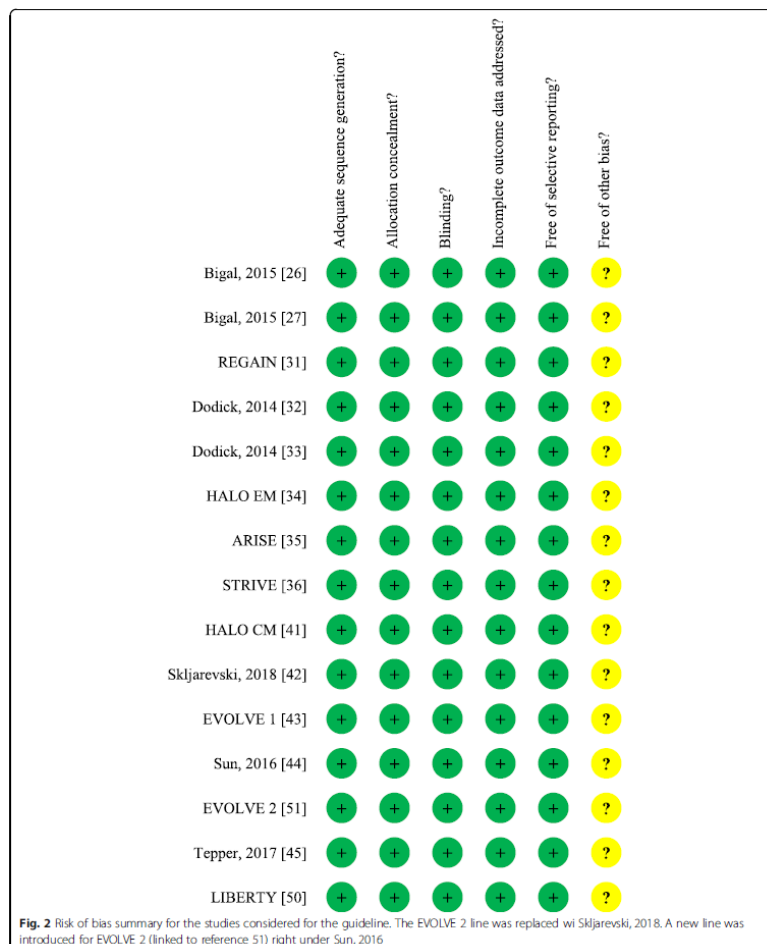 Adequate sequence generation?
Allocation concealment?
Blinding?
Incomplete outcome data addressed?
Free of selective reporting?
Free of other bias?
Bigal, 2015 [26] + + + + + ?
Bigal, 2015 [27] + + + + + ?
REGAIN [31] + + + + + ?
Dodick, 2014 [32] + + + + + ?
Dodick, 2014 [33] + + + + + ?
HALO EM [34] + + + + + ?
ARISE [35] + + + + + ?
STRIVE [36] + + + + + ?
HALO CM [41] + + + + + ?
Skljarevski, 2018 [42] + + + + + ?
EVOLVE 1 [43] + + + + + ?
Sun, 2016 [44] + + + + + ?
EVOLVE 2 [51] + + + + + ?
Tepper, 2017 [45] + + + + + ?
LIBERTY [50] + + + + + ?
Fig. 2 Risk of bias summary for the studies considered for the guideline. The EVOLVE 2 line was replaced wi Skljarevski, 2018. A new line was
introduced for EVOLVE 2 (linked to reference 51) right under Sun, 2016